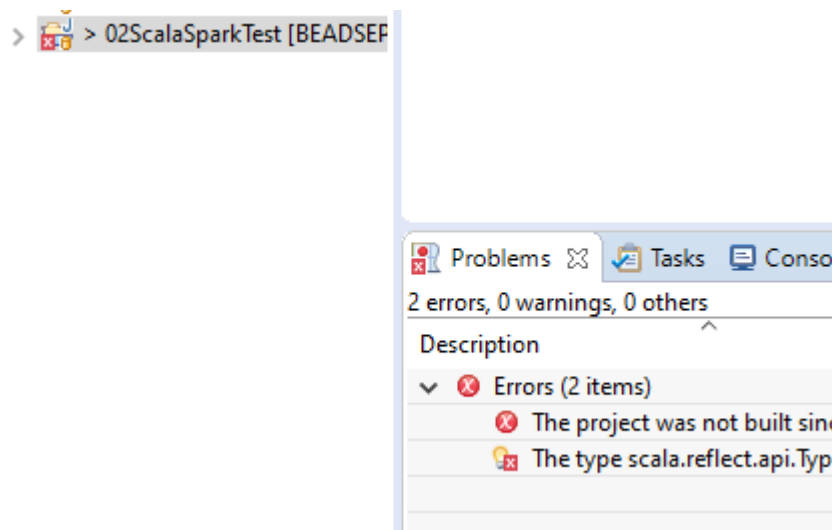 > 02ScalaSparkTest [BEADSEP
Problems Tasks Conso
2 errors, 0 warnings, 0 others
Description
Errors (2 items)
The project was not built sinc
The type scala.reflect.api.Typ